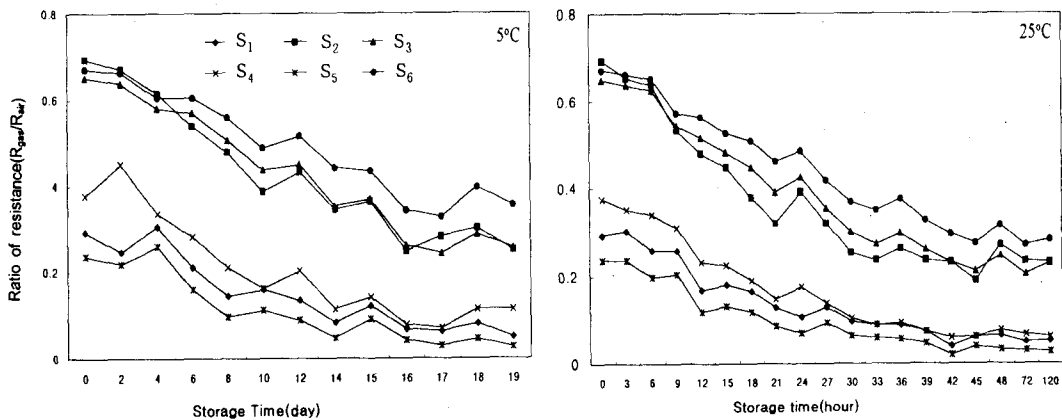 0.8
5°C
S1 S2 S3
S4 S5 S6
0.6
.4
0.2
0
Ratio of resistance(Rgas/Rair)
0 2 4 6 8 10 12 14 15 16 17 18 19
Storage Time(day)
0.8
25°C
0.6
0.4
0.2
0
0 3 6 9 12 15 18 21 24 27 30 33 36 39 42 45 48 72 120
Storage time(hour)